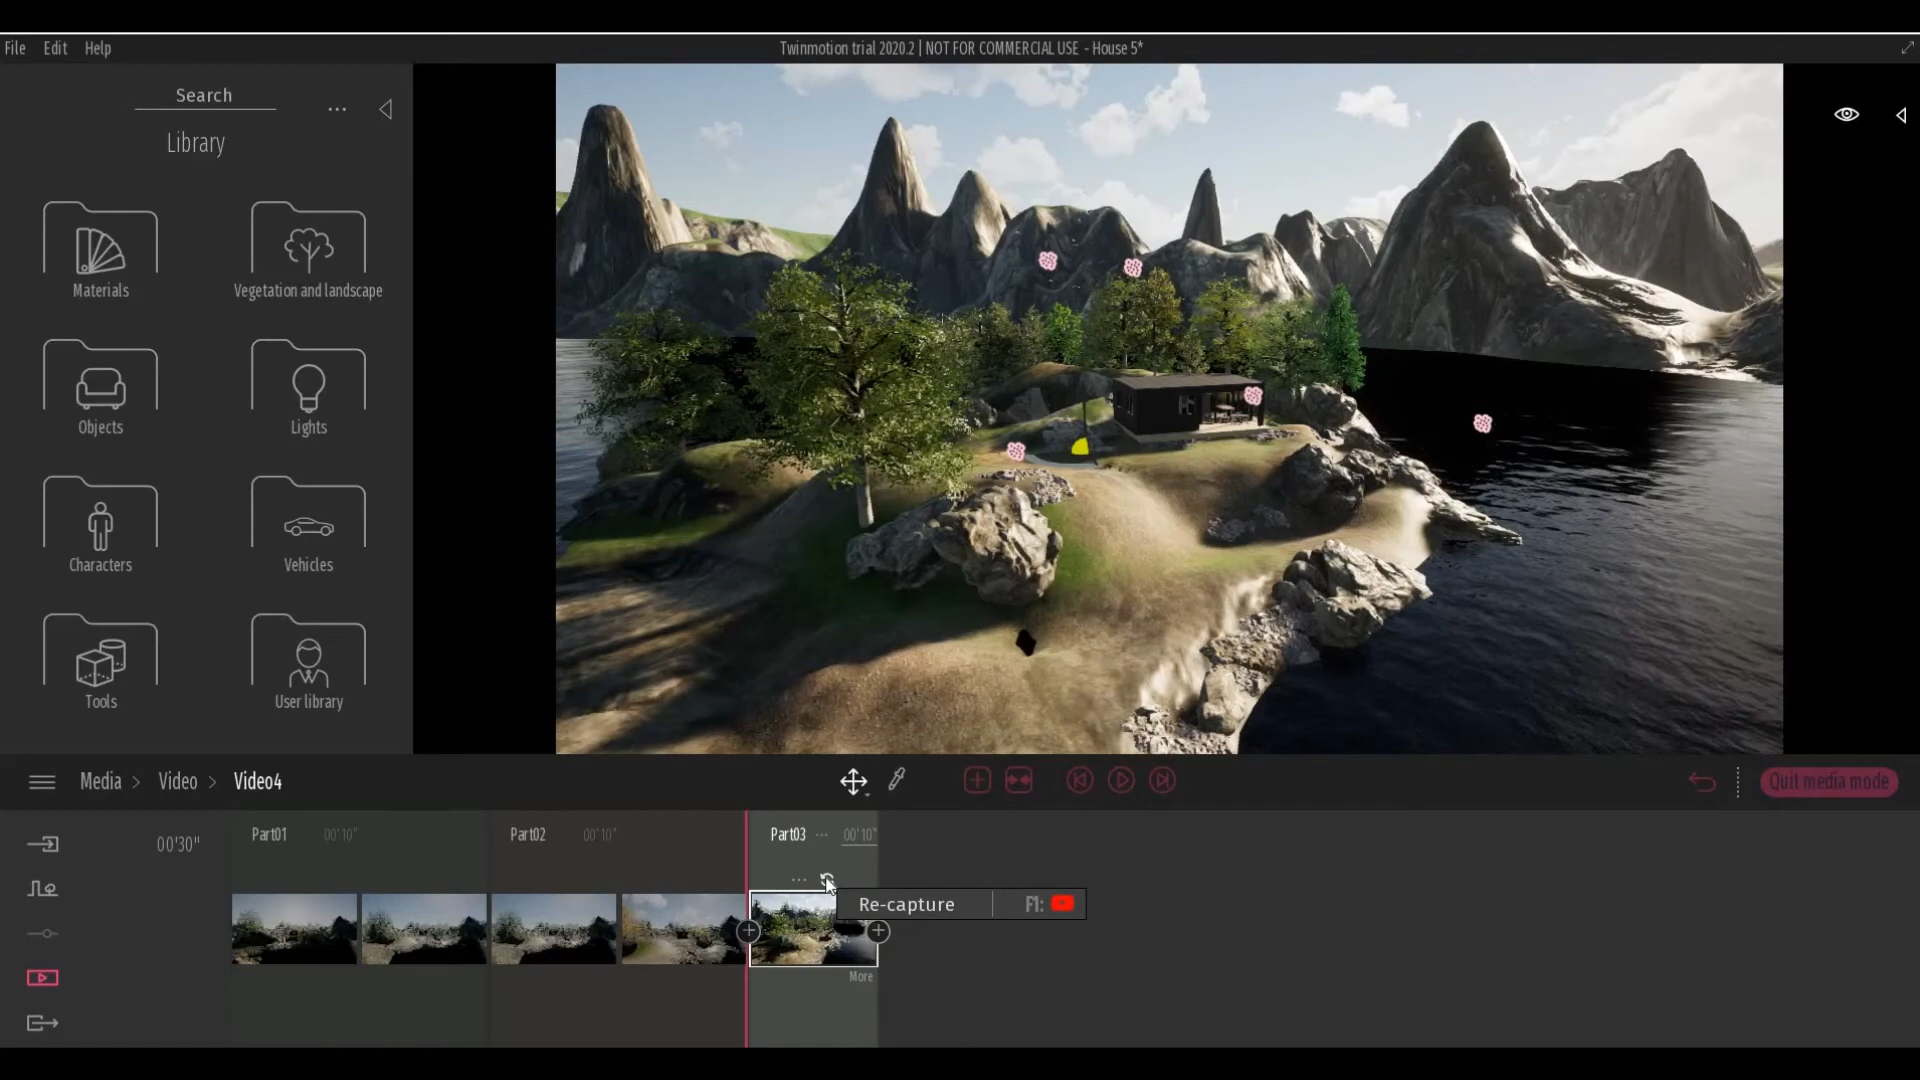 File Edit Help
Twinmotion trial 2020.2 | NOT FOR COMMERCIAL USE - House 5*
Search
Library
Materials
Vegetation and landscape
Objects
Lights
Characters
Vehicles
Tools
User library
Media > Video > Video4
Quit media mode
00'30"
Part01 00'10"
Part02 00'10"
Part03 ... 00'10"
Re-capture F1:
More